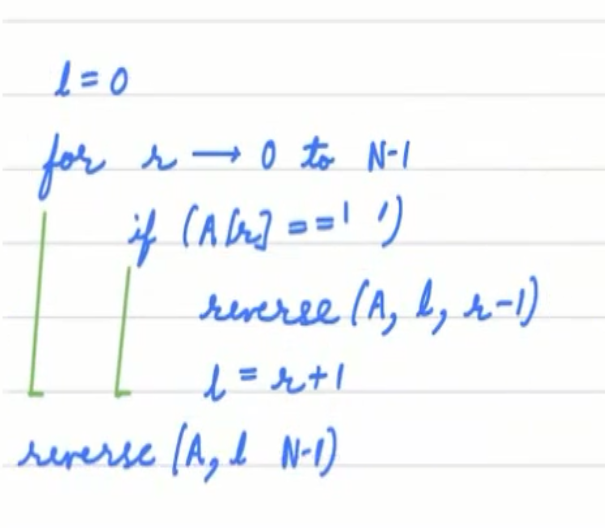 l = 0
for r → 0 to N-1
if (A[r] == ' ')
reverse (A, l, r-1)
l = r+1
reverse (A, l N-1)